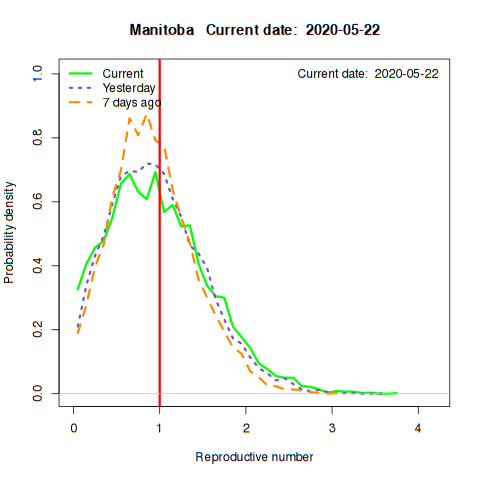 Manitoba   Current date:  2020-05-22
Current date:  2020-05-22
Current
Yesterday
7 days ago
Probability density
1.0
0.8
0.6
0.4
0.2
0.0
0 1 2 3 4
Reproductive number